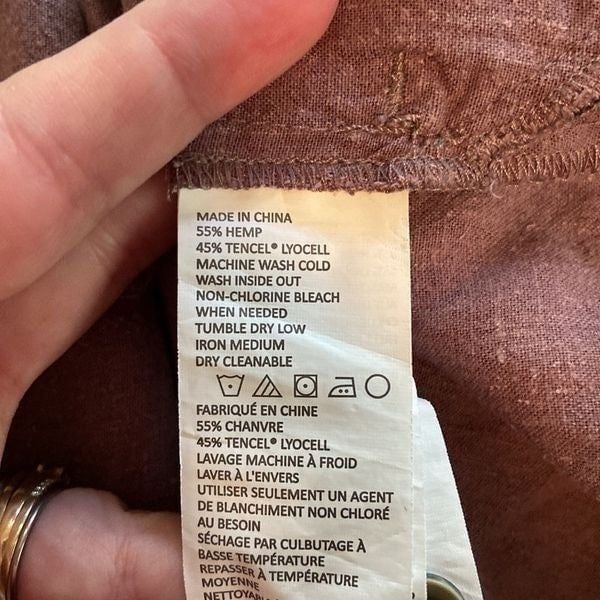 MADE IN CHINA
55% HEMP
45% TENCEL® LYOCELL
MACHINE WASH COLD
WASH INSIDE OUT
NON-CHLORINE BLEACH
WHEN NEEDED
TUMBLE DRY LOW
IRON MEDIUM
DRY CLEANABLE
FABRIQUÉ EN CHINE
55% CHANVRE
45% TENCEL® LYOCELL
LAVAGE MACHINE À FROID
LAVER À L'ENVERS
UTILISER SEULEMENT UN AGENT
DE BLANCHIMENT NON CHLORÉ
AU BESOIN
SÉCHAGE PAR CULBUTAGE À
BASSE TEMPÉRATURE
REPASSER À TEMPÉRATURE
MOYENNE